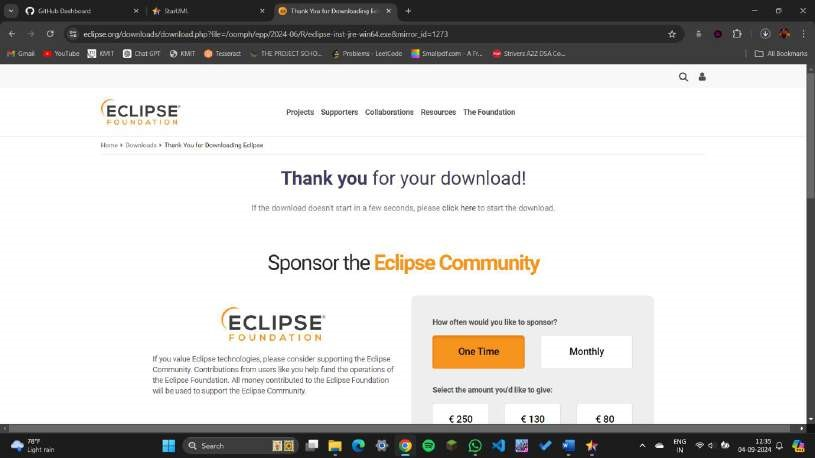 GitHub Dashboard
StarUML
Thank You for Downloading Ecl
eclipse.org/downloads/download.php?file=/oomph/epp/2024-06/R/eclipse-inst-jre-win64.exe&mirror_id=1273
Gmail YouTube KMIT Chat GPT KMIT Tesseract THE PROJECT SCHO... Problems - LeetCode Smallpdf.com - A Fr... Strivers A2Z DSA Co... All Bookmarks
ECLIPSE
FOUNDATION
Projects Supporters Collaborations Resources The Foundation
Home Downloads Thank You for Downloading Eclipse
Thank you for your download!
If the download doesn't start in a few seconds, please click here to start the download.
Sponsor the Eclipse Community
ECLIPSE
FOUNDATION
If you value Eclipse technologies, please consider supporting the Eclipse
Community. Contributions from users like you help fund the operations of
the Eclipse Foundation. All money contributed to the Eclipse Foundation
will be used to support the Eclipse Community.
How often would you like to sponsor?
One Time Monthly
Select the amount you'd like to give:
€ 250 € 130 € 80
78°F
Light rain
Search
ENG
IN
12:35
04-09-2024